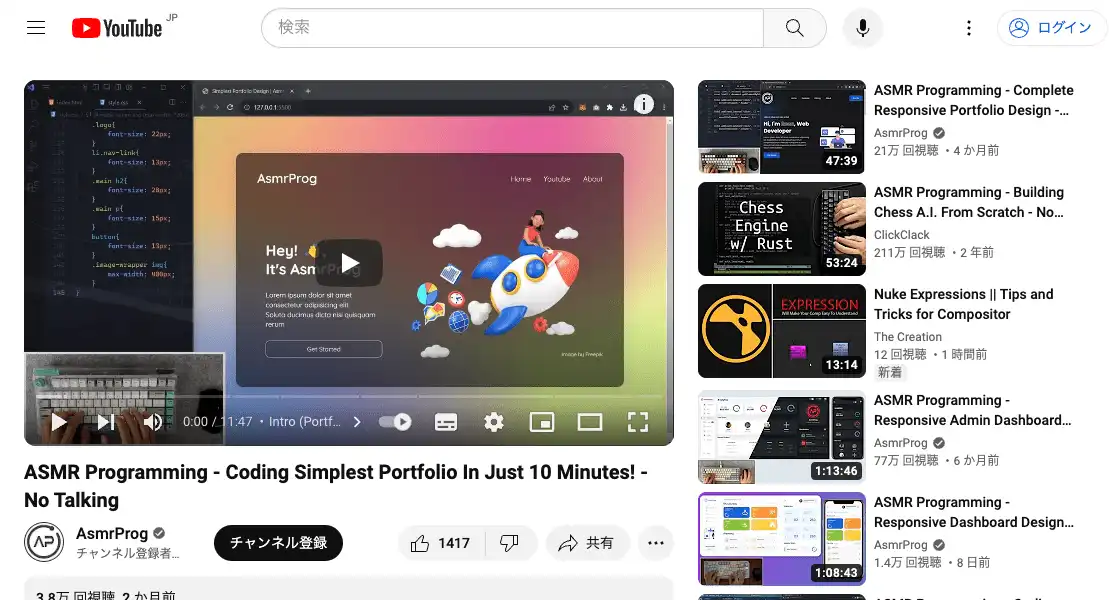 YouTube JP
検索
ログイン
index.html
style.css
.logo{
font-size: 22px;
}
li.nav-link{
font-size: 13px;
}
.main h2{
font-size: 28px;
}
.main p{
font-size: 15px;
}
button{
font-size: 13px;
}
.image-wrapper img{
max-width: 400px;
}
}
Simplest Portfolio Design | Asm
127.0.0.1:5500
AsmrProg
Home Youtube About
Hey! 👋
It's Asm
Lorem ipsum dolor sit amet
consectetur adipisicing elit.
Soluta ducimus dicta nisi quisquam
rerum
Get Started
Image by Freepik
0:00 / 11:47 • Intro (Portf...
ASMR Programming - Coding Simplest Portfolio In Just 10 Minutes! -
No Talking
AP
AsmrProg
チャンネル登録者...
チャンネル登録
1417
共有
3.8万 回視聴 2 か月前
Hi, I'm
Developer
47:39
ASMR Programming - Complete
Responsive Portfolio Design -...
AsmrProg
21万 回視聴 • 4 か月前
Chess
Engine
w/ Rust
53:24
ASMR Programming - Building
Chess A.I. From Scratch - No...
ClickClack
211万 回視聴 • 2 年前
EXPRESSION
13:14
Nuke Expressions || Tips and
Tricks for Compositor
The Creation
12 回視聴 • 1 時間前
新着
1:13:46
ASMR Programming -
Responsive Admin Dashboard...
AsmrProg
77万 回視聴 • 6 か月前
1:08:43
ASMR Programming -
Responsive Dashboard Design...
AsmrProg
1.4万 回視聴 • 8 日前